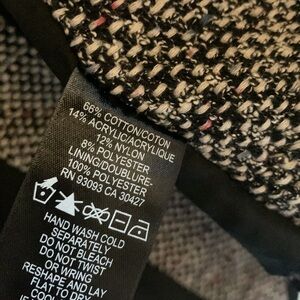 66% COTTON/COTON
14% ACRYLIC/ACRYLIQUE
12% NYLON
8% POLYESTER
LINING/DOUBLURE-
100% POLYESTER
RN 93093 CA 30427
HAND WASH COLD
SEPARATELY
DO NOT BLEACH
DO NOT TWIST
OR WRING
RESHAPE AND LAY
FLAT TO DRY